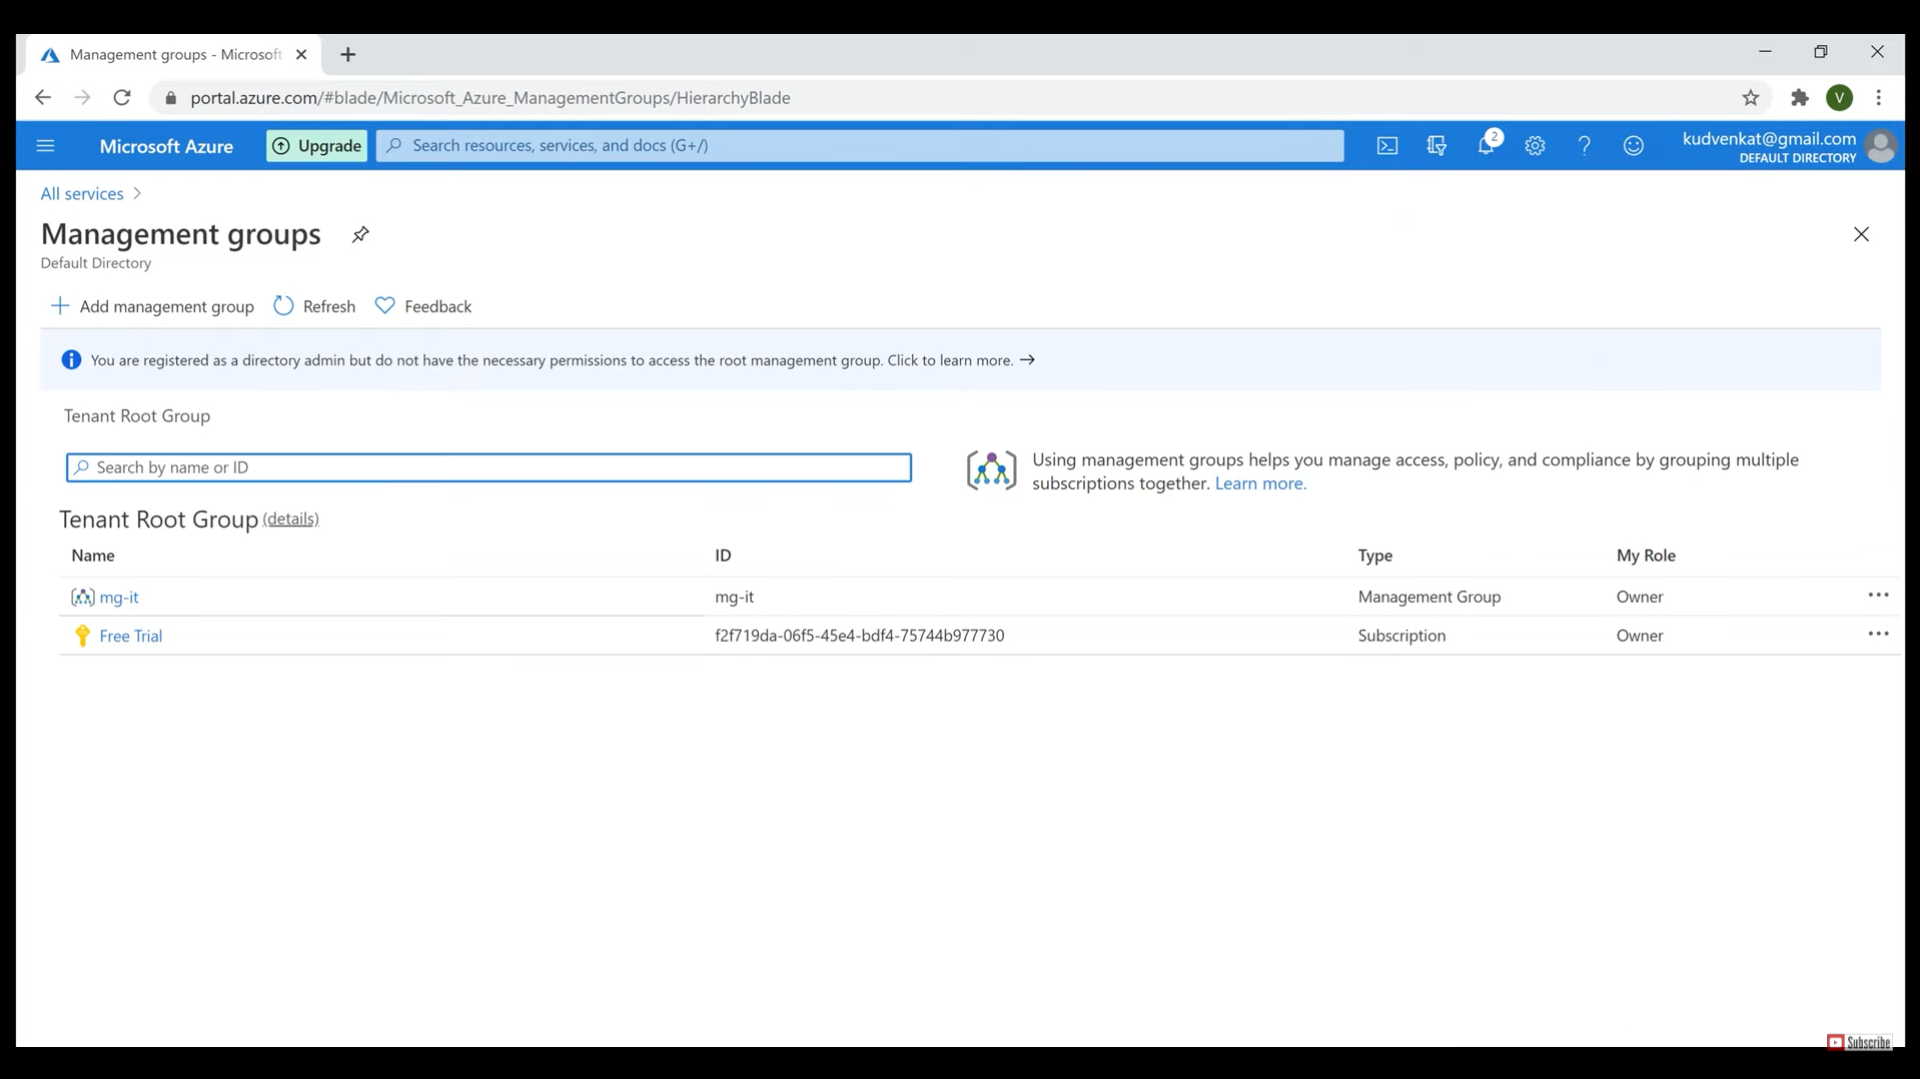 Management groups - Microsoft
portal.azure.com/#blade/Microsoft_Azure_ManagementGroups/HierarchyBlade
V
Microsoft Azure
Upgrade
Search resources, services, and docs (G+/)
2
kudvenkat@gmail.com
DEFAULT DIRECTORY
All services
Management groups
Default Directory
Add management group
Refresh
Feedback
You are registered as a directory admin but do not have the necessary permissions to access the root management group. Click to learn more. →
Tenant Root Group
Search by name or ID
Using management groups helps you manage access, policy, and compliance by grouping multiple
subscriptions together. Learn more.
Tenant Root Group (details)
Name ID Type My Role
mg-it mg-it Management Group Owner
Free Trial f2f719da-06f5-45e4-bdf4-75744b977730 Subscription Owner
Subscribe